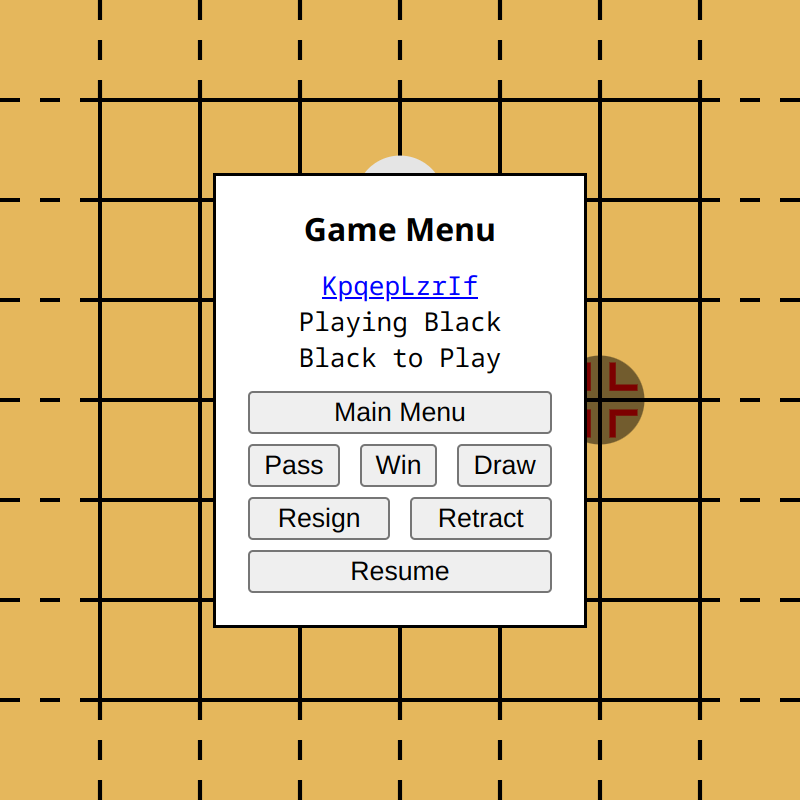 Game Menu
KpqepLzrIf
Playing Black
Black to Play
Main Menu
Pass Win Draw
Resign Retract
Resume